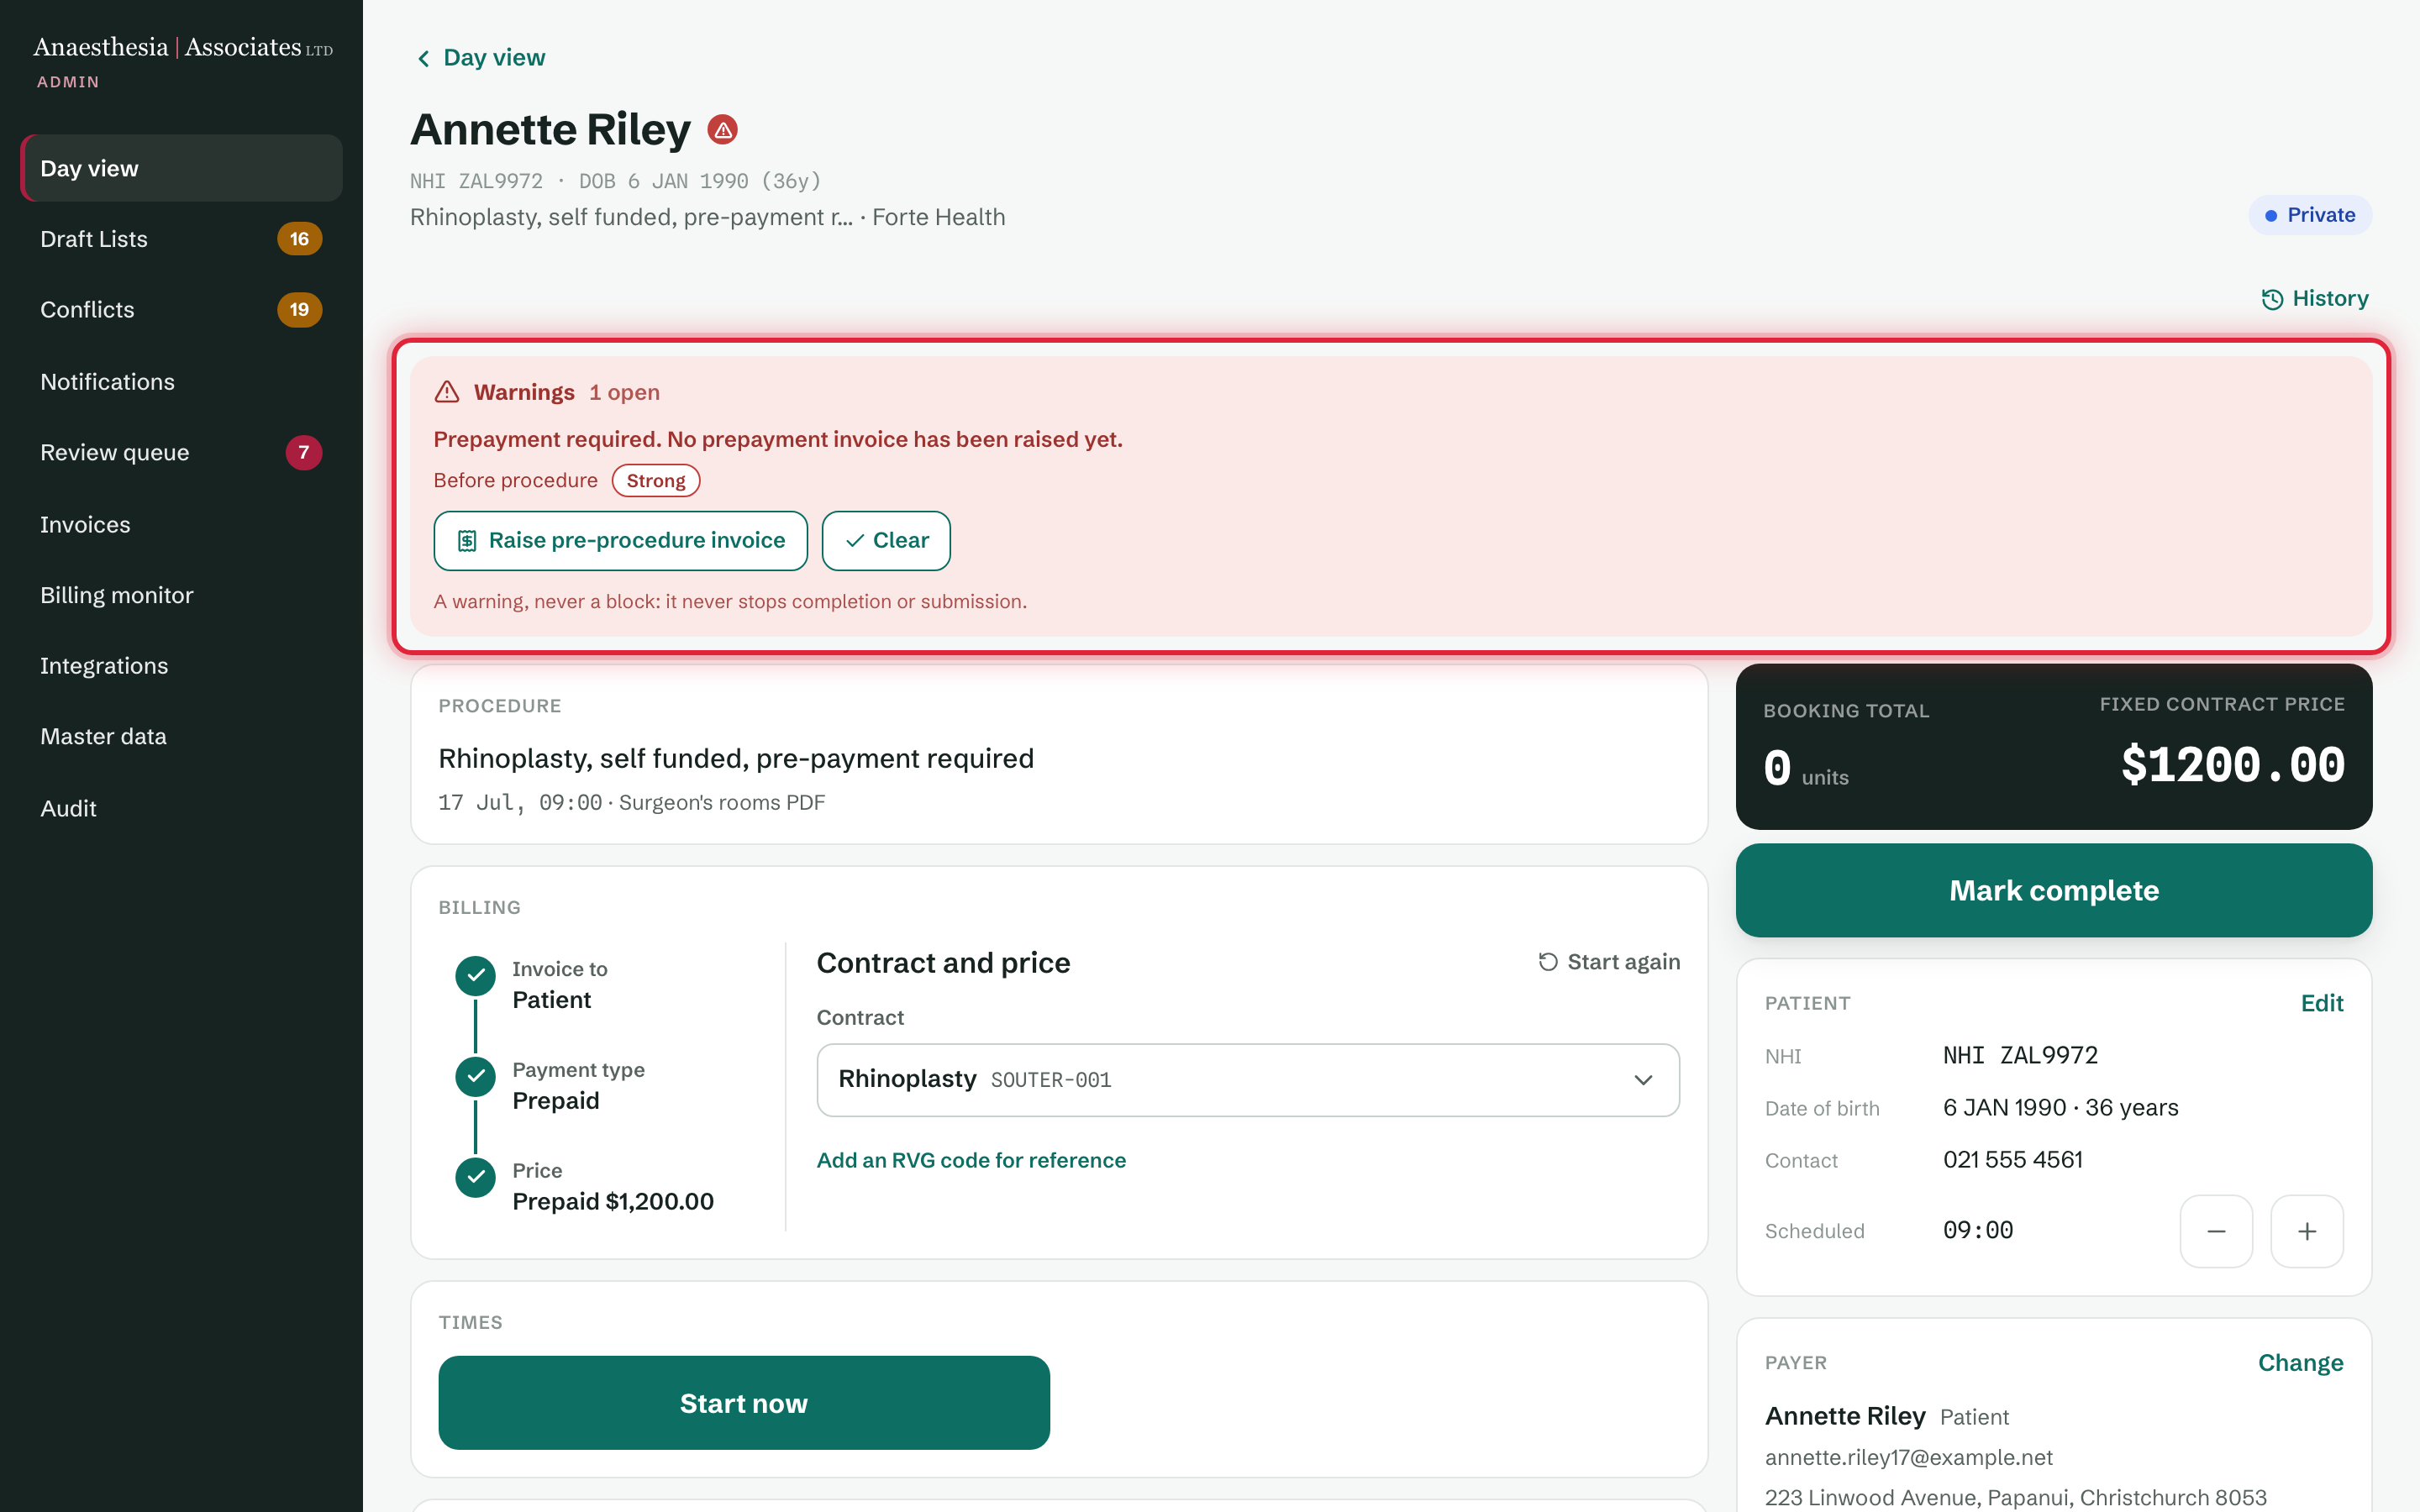 Anaesthesia | Associates LTD
ADMIN
Day view
Draft Lists 16
Conflicts 19
Notifications
Review queue 7
Invoices
Billing monitor
Integrations
Master data
Audit
Day view
Annette Riley
NHI ZAL9972 · DOB 6 JAN 1990 (36y)
Rhinoplasty, self funded, pre-payment r... · Forte Health
Private
History
Warnings 1 open
Prepayment required. No prepayment invoice has been raised yet.
Before procedure Strong
Raise pre-procedure invoice Clear
A warning, never a block: it never stops completion or submission.
PROCEDURE
Rhinoplasty, self funded, pre-payment required
17 Jul, 09:00 · Surgeon's rooms PDF
BILLING
Invoice to
Patient
Payment type
Prepaid
Price
Prepaid $1,200.00
Contract and price
Start again
Contract
Rhinoplasty SOUTER-001
Add an RVG code for reference
TIMES
Start now
BOOKING TOTAL
0 units
FIXED CONTRACT PRICE
$1200.00
Mark complete
PATIENT Edit
NHI NHI ZAL9972
Date of birth 6 JAN 1990 · 36 years
Contact 021 555 4561
Scheduled 09:00
PAYER Change
Annette Riley Patient
annette.riley17@example.net
223 Linwood Avenue, Papanui, Christchurch 8053